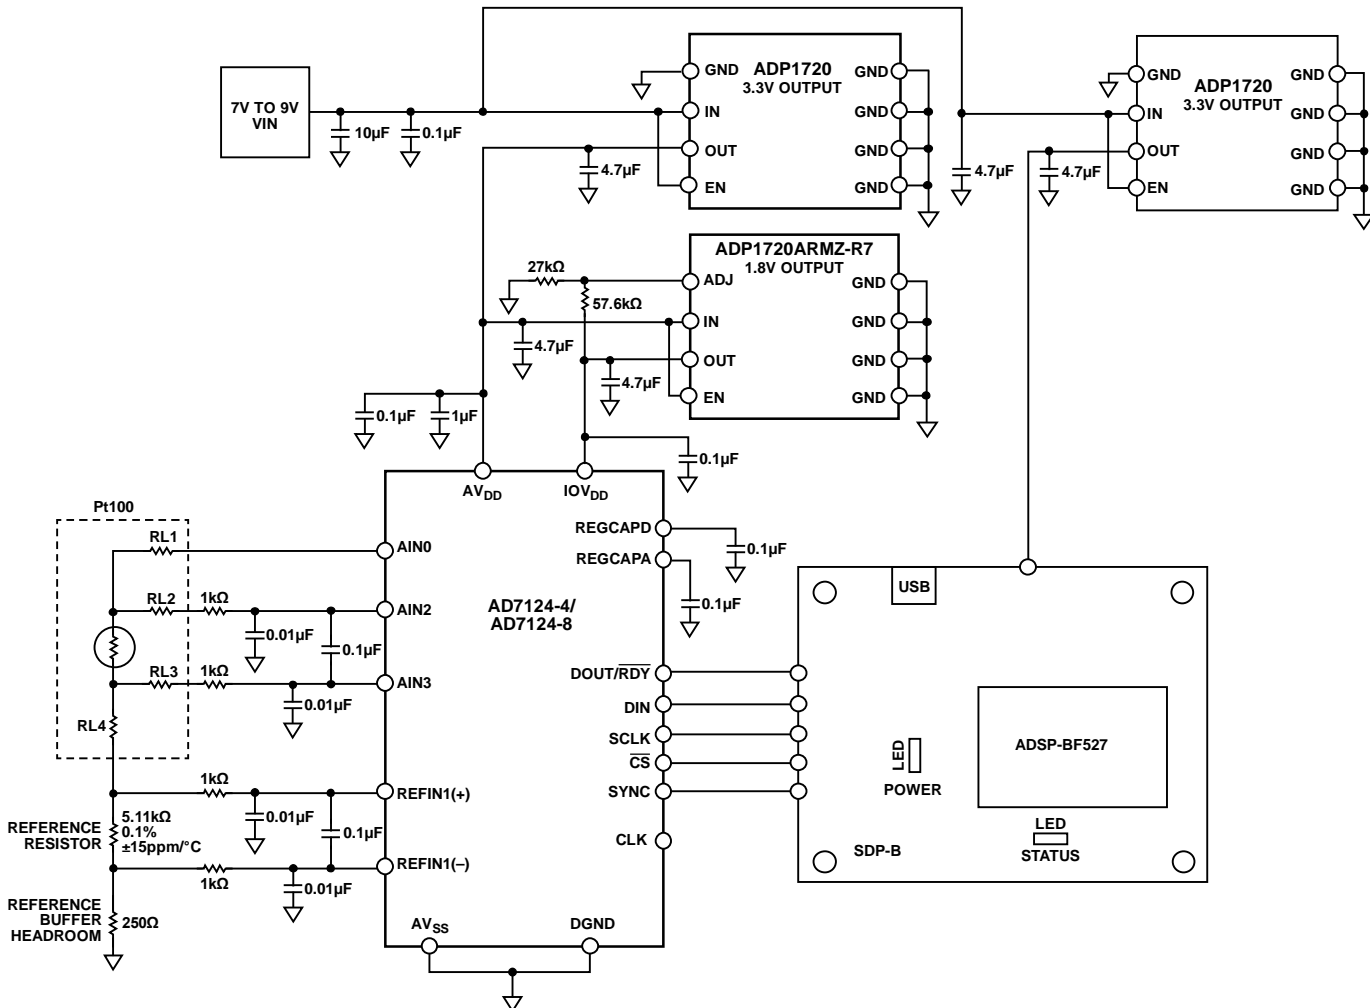 7V TO 9V
VIN
10µF
0.1µF
GND
ADP1720
3.3V OUTPUT
GND
IN
GND
OUT
GND
EN
GND
4.7µF
4.7µF
4.7µF
GND
ADP1720
3.3V OUTPUT
GND
IN
GND
OUT
GND
EN
GND
ADP1720ARMZ-R7
1.8V OUTPUT
27kΩ
57.6kΩ
ADJ
GND
IN
GND
OUT
GND
EN
GND
4.7µF
4.7µF
0.1µF
1µF
0.1µF
AVDD
IOVDD
Pt100
RL1
AIN0
RL2
1kΩ
AIN2
0.01µF
0.1µF
RL3
1kΩ
AIN3
0.01µF
RL4
1kΩ
REFIN1(+)
0.01µF
0.1µF
REFERENCE
RESISTOR
5.11kΩ
0.1%
±15ppm/°C
1kΩ
REFIN1(–)
0.01µF
REFERENCE
BUFFER
HEADROOM
250Ω
AD7124-4/
AD7124-8
REGCAPD
0.1µF
REGCAPA
0.1µF
DOUT/RDY
DIN
SCLK
CS
SYNC
CLK
AVSS
DGND
USB
ADSP-BF527
LED
POWER
LED
STATUS
SDP-B